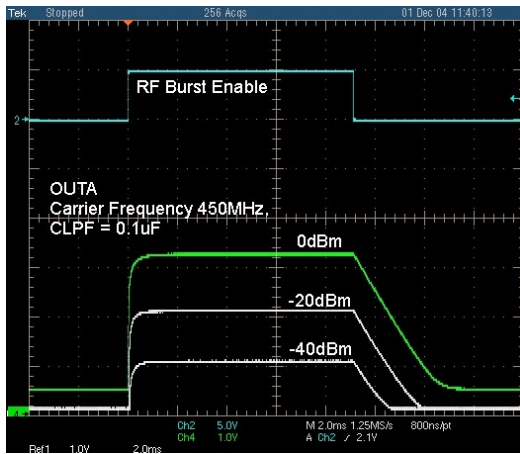 Tek Stopped 256 Acqs 01 Dec 04 11:40:13
RF Burst Enable
2
OUTA
Carrier Frequency 450MHz,
CLPF = 0.1uF
0dBm
-20dBm
-40dBm
Ch2 5.0V M 2.0ms 1.25MS/s 800ns/pt
Ch4 1.0V A Ch2 ⁄ 2.1V
Ref1 1.0V 2.0ms